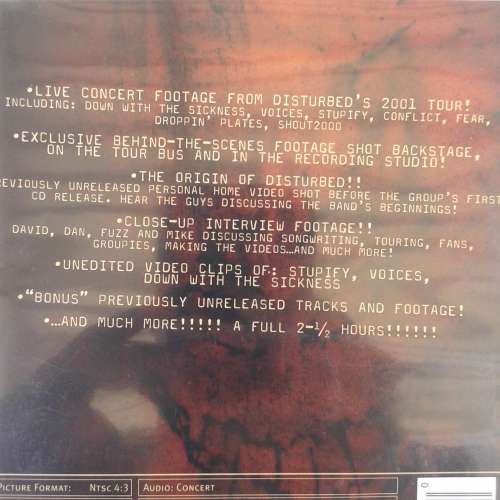 •LIVE CONCERT FOOTAGE FROM DISTURBED'S 2001 TOUR!
INCLUDING: DOWN WITH THE SICKNESS, VOICES, STUPIFY, CONFLICT, FEAR,
DROPPIN' PLATES, SHOUT2000
•EXCLUSIVE BEHIND-THE-SCENES FOOTAGE SHOT BACKSTAGE,
ON THE TOUR BUS AND IN THE RECORDING STUDIO!
•THE ORIGIN OF DISTURBED!!
REVIOUSLY UNRELEASED PERSONAL HOME VIDEO SHOT BEFORE THE GROUP'S FIRST
CD RELEASE. HEAR THE GUYS DISCUSSING THE BAND'S BEGINNINGS!
•CLOSE-UP INTERVIEW FOOTAGE!!
DAVID, DAN, FUZZ AND MIKE DISCUSSING SONGWRITING, TOURING, FANS,
GROUPIES, MAKING THE VIDEOS...AND MUCH MORE!
•UNEDITED VIDEO CLIPS OF: STUPIFY, VOICES,
DOWN WITH THE SICKNESS
•"BONUS" PREVIOUSLY UNRELEASED TRACKS AND FOOTAGE!
•...AND MUCH MORE!!!!! A FULL 2-½ HOURS!!!!!!
PICTURE FORMAT: NTSC 4:3 AUDIO: CONCERT